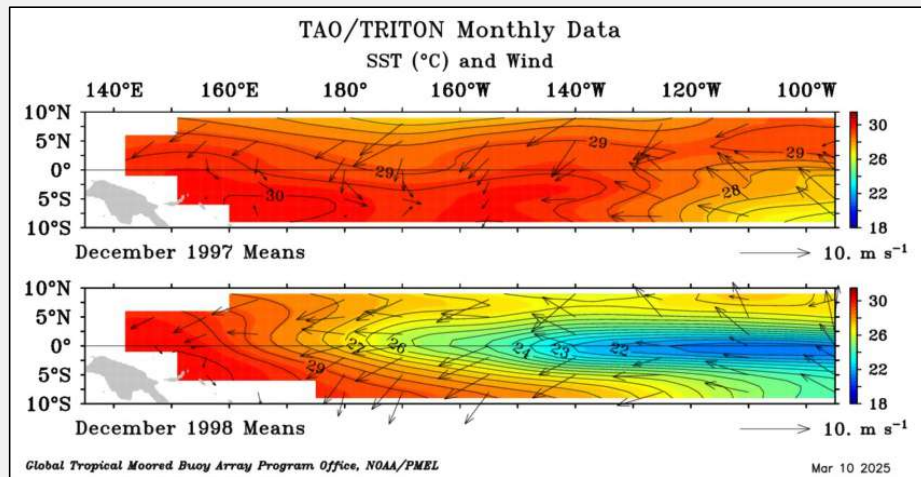 TAO/TRITON Monthly Data
SST (°C) and Wind
140°E 160°E 180° 160°W 140°W 120°W 100°W
10°N
5°N
0°
5°S
10°S
29
29
29
30
28
30
26
22
18
December 1997 Means
10. m s⁻¹
10°N
5°N
0°
5°S
10°S
27
26
24
23
22
29
30
26
22
18
December 1998 Means
10. m s⁻¹
Global Tropical Moored Buoy Array Program Office, NOAA/PMEL
Mar 10 2025